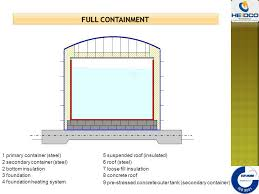 FULL CONTAINMENT
HEDCO
1 primary container (steel)
2 secondary container (steel)
2 bottom insulation
3 foundation
4 foundation heating system
5 suspended roof (insulated)
6 roof (steel)
7 loose fill insulation
8 concrete roof
9 pre-stressed concrete outer tank (secondary container)